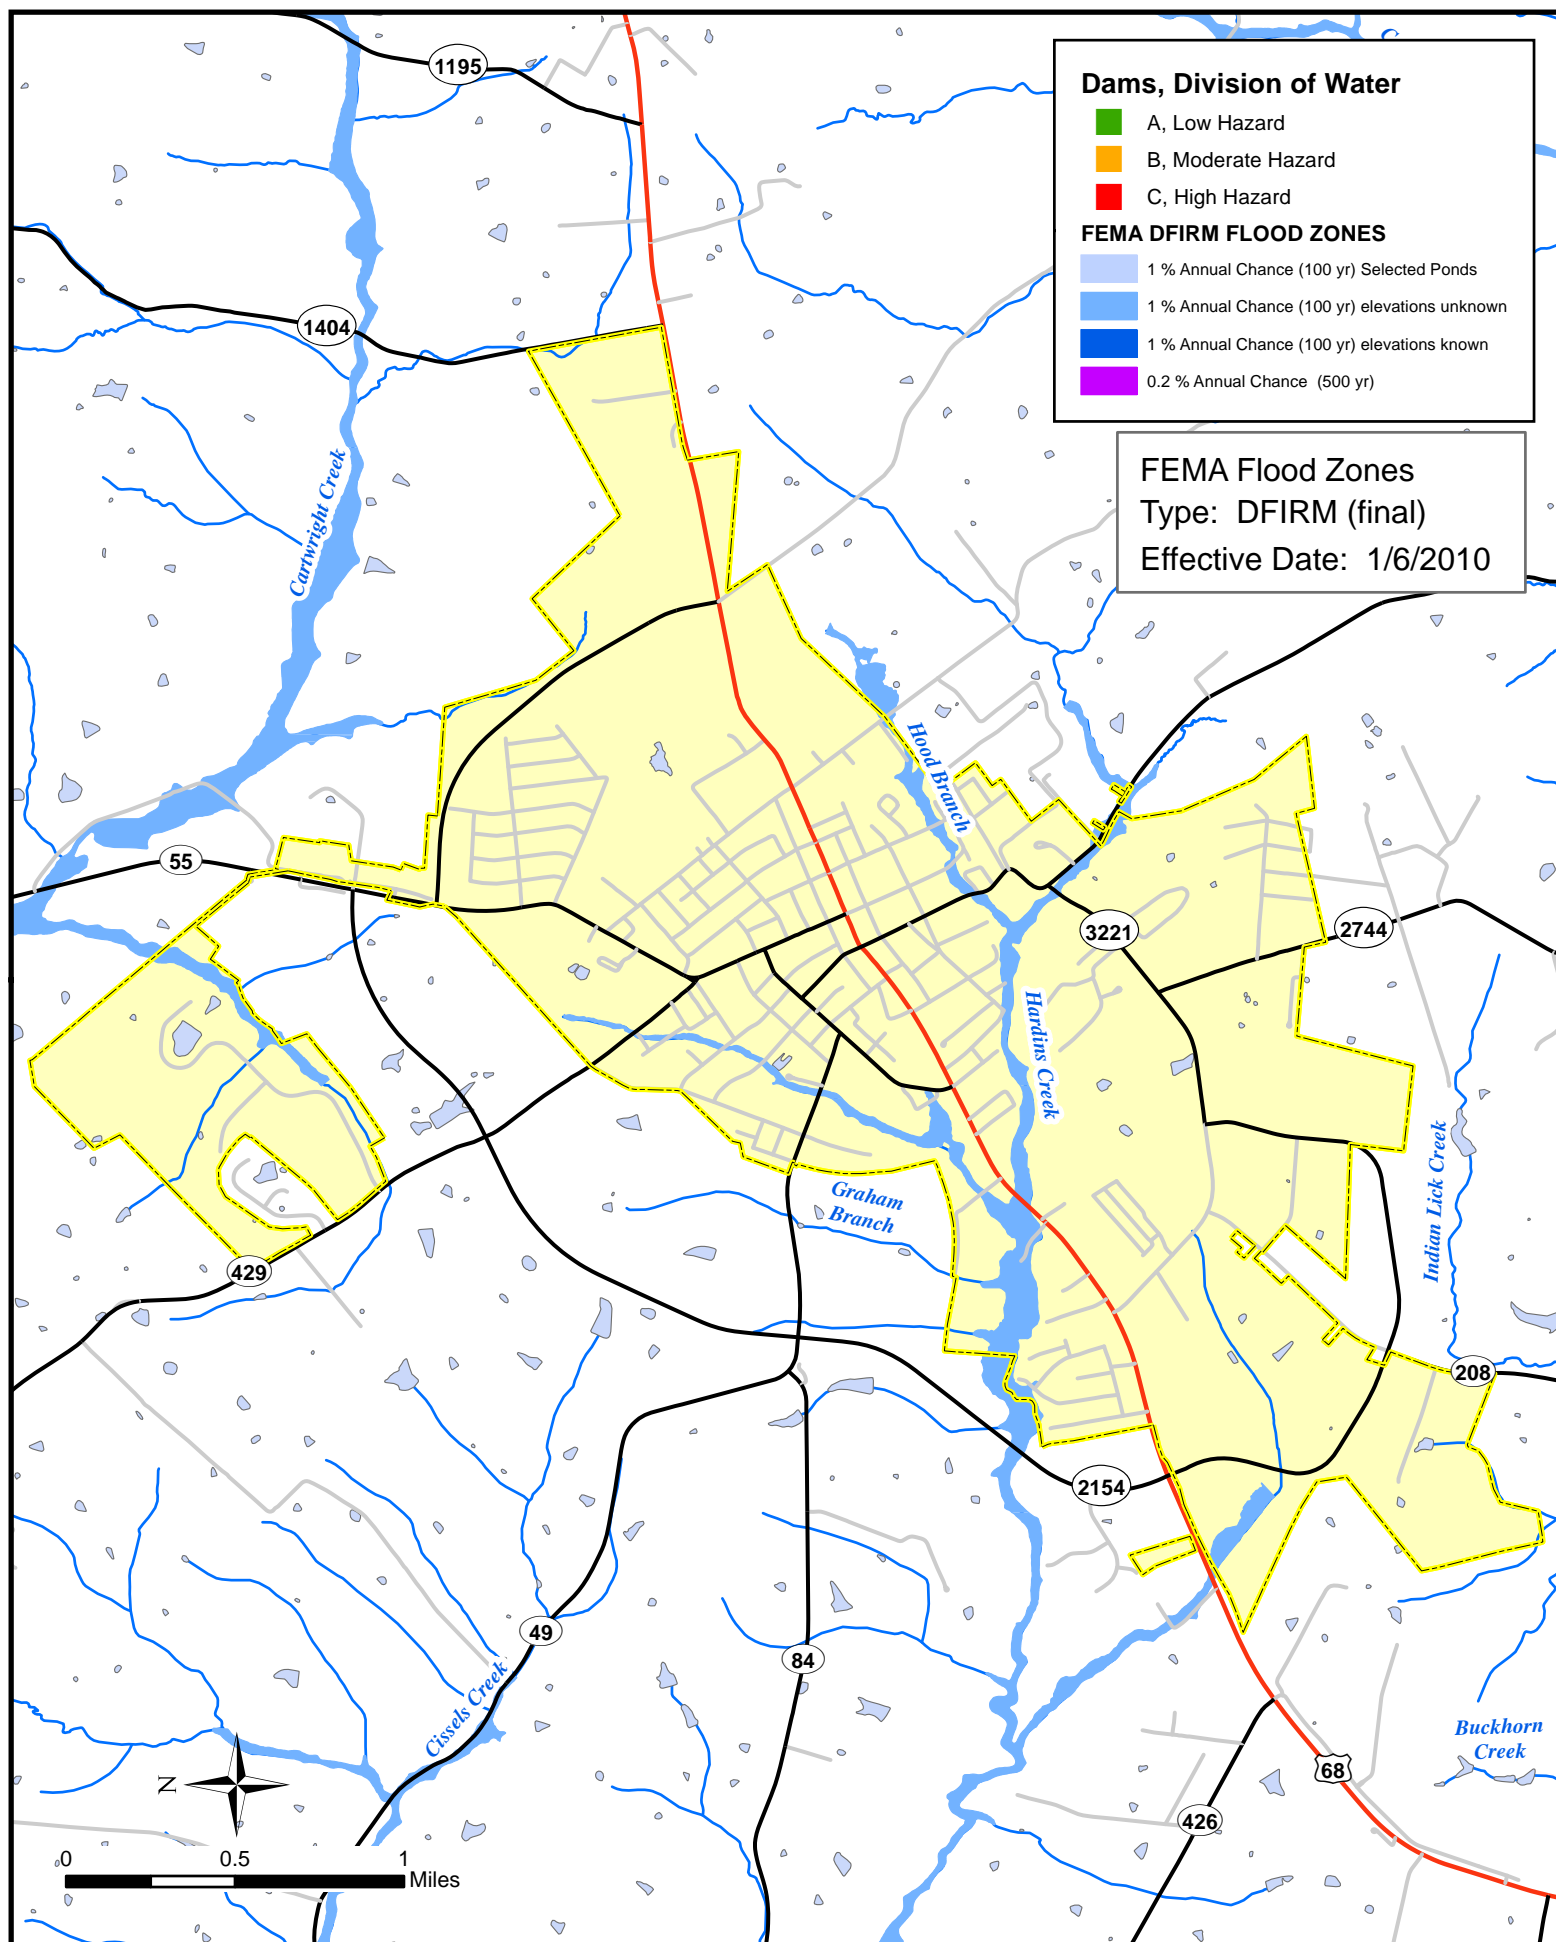 1195
Dams, Division of Water
A, Low Hazard
B, Moderate Hazard
C, High Hazard
FEMA DFIRM FLOOD ZONES
1 % Annual Chance (100 yr) Selected Ponds
1 % Annual Chance (100 yr) elevations unknown
1 % Annual Chance (100 yr) elevations known
0.2 % Annual Chance (500 yr)
1404
FEMA Flood Zones
Type: DFIRM (final)
Effective Date: 1/6/2010
Cartwright Creek
Hood Branch
55
3221
2744
Hardins Creek
Indian Lick Creek
Graham
Branch
429
208
2154
49
84
Cissels Creek
Buckhorn
Creek
68
N
426
0 0.5 1
Miles